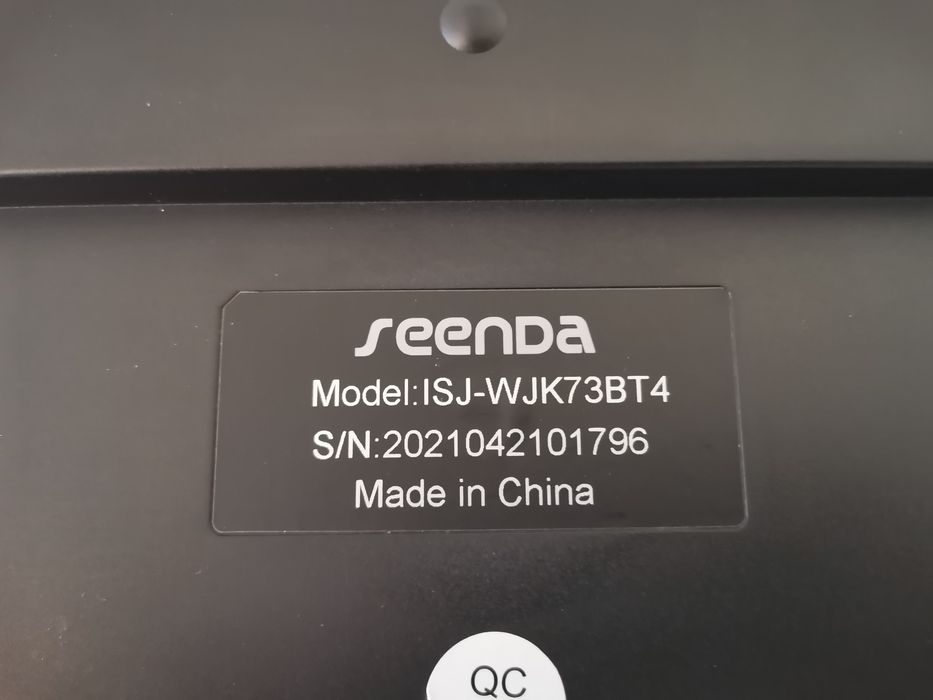 seenda
Model:ISJ-WJK73BT4
S/N:2021042101796
Made in China
QC